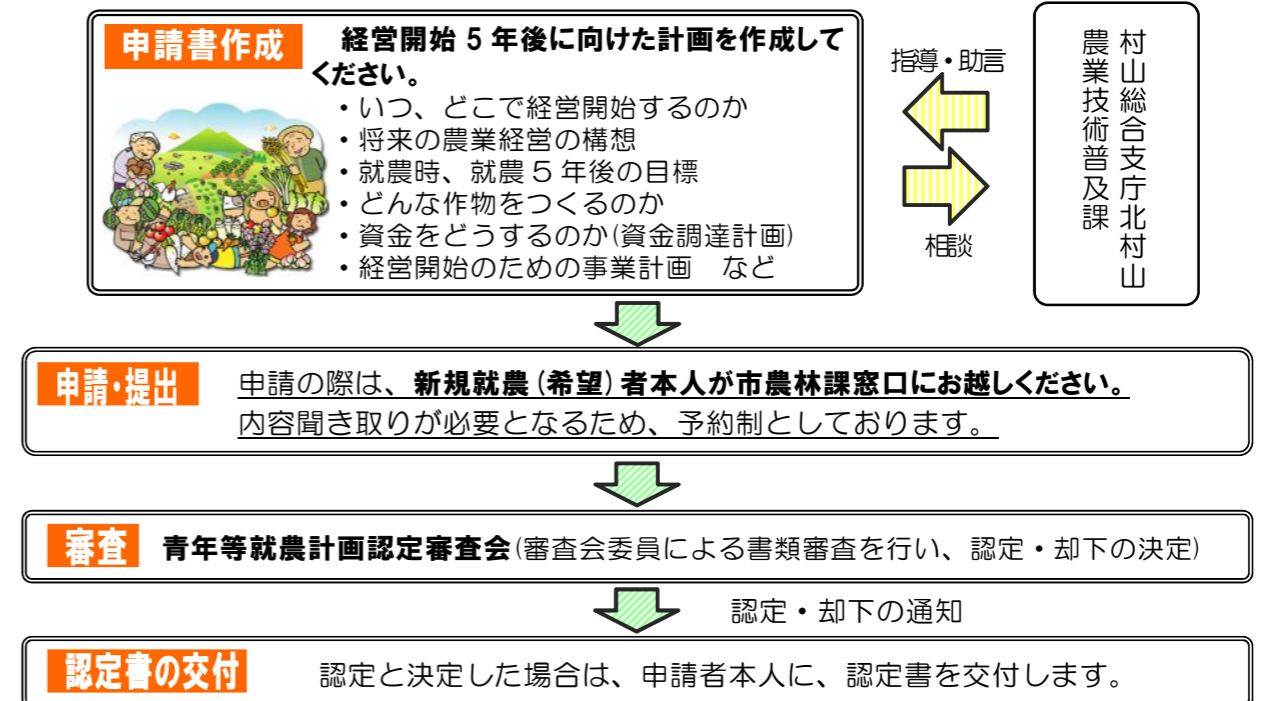 申請書作成
経営開始5年後に向けた計画を作成して
ください。
・いつ、どこで経営開始するのか
・将来の農業経営の構想
・就農時、就農5年後の目標
・どんな作物をつくるのか
・資金をどうするのか(資金調達計画)
・経営開始のための事業計画　など
指導・助言
相談
村山総合支庁北村山
農業技術普及課
申請・提出
申請の際は、新規就農(希望)者本人が市農林課窓口にお越しください。
内容聞き取りが必要となるため、予約制としております。
審査　青年等就農計画認定審査会(審査会委員による書類審査を行い、認定・却下の決定)
認定・却下の通知
認定書の交付　認定と決定した場合は、申請者本人に、認定書を交付します。